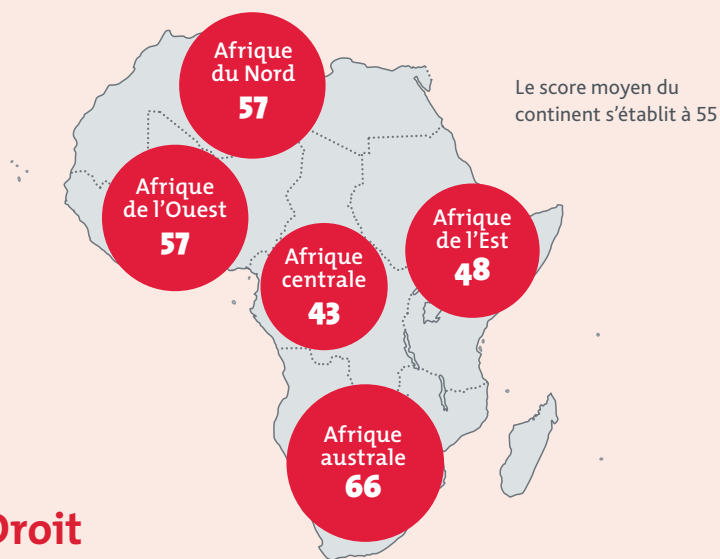 Afrique
du Nord
57
Le score moyen du
continent s’établit à 55
Afrique
de l’Ouest
57
Afrique
de l’Est
48
Afrique
centrale
43
Afrique
australe
66
Droit